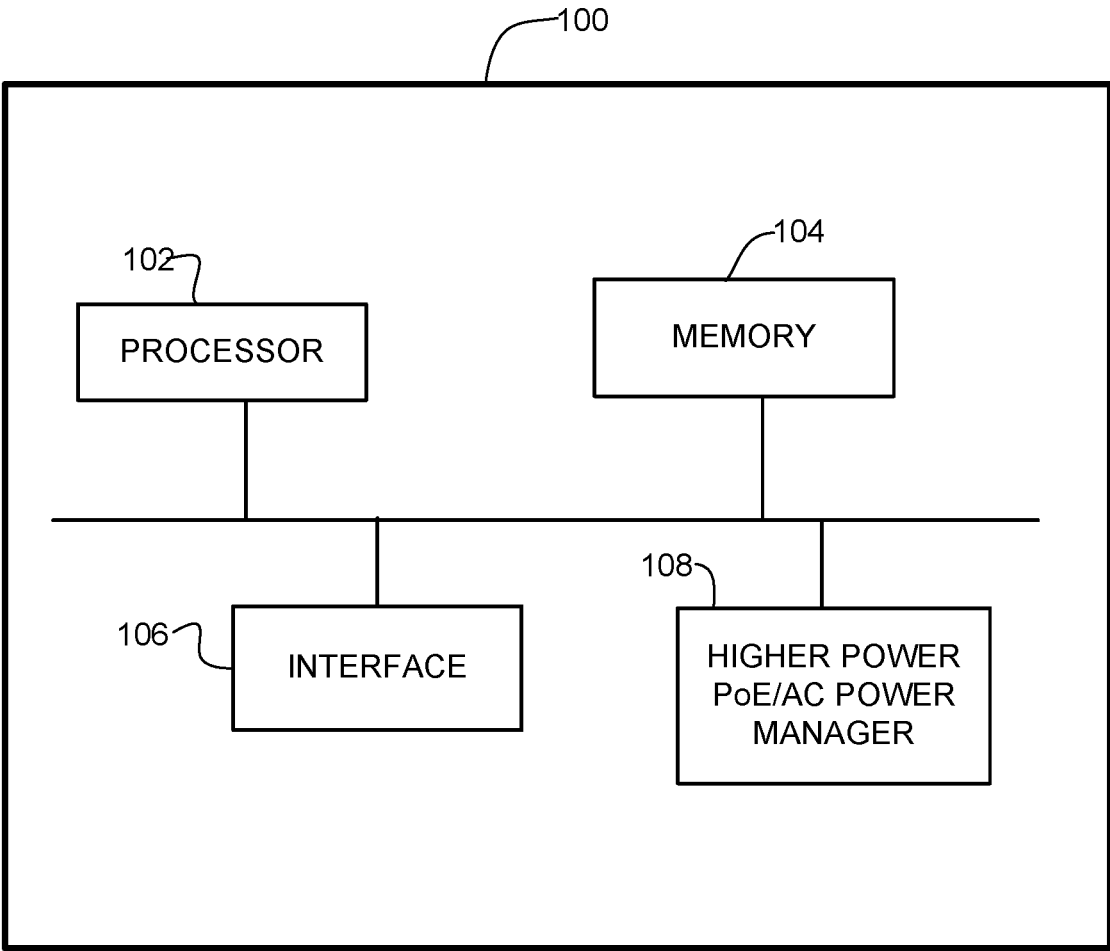 100
104
102
MEMORY
PROCESSOR
108
106
INTERFACE
HIGHER POWER
PoE/AC POWER
MANAGER